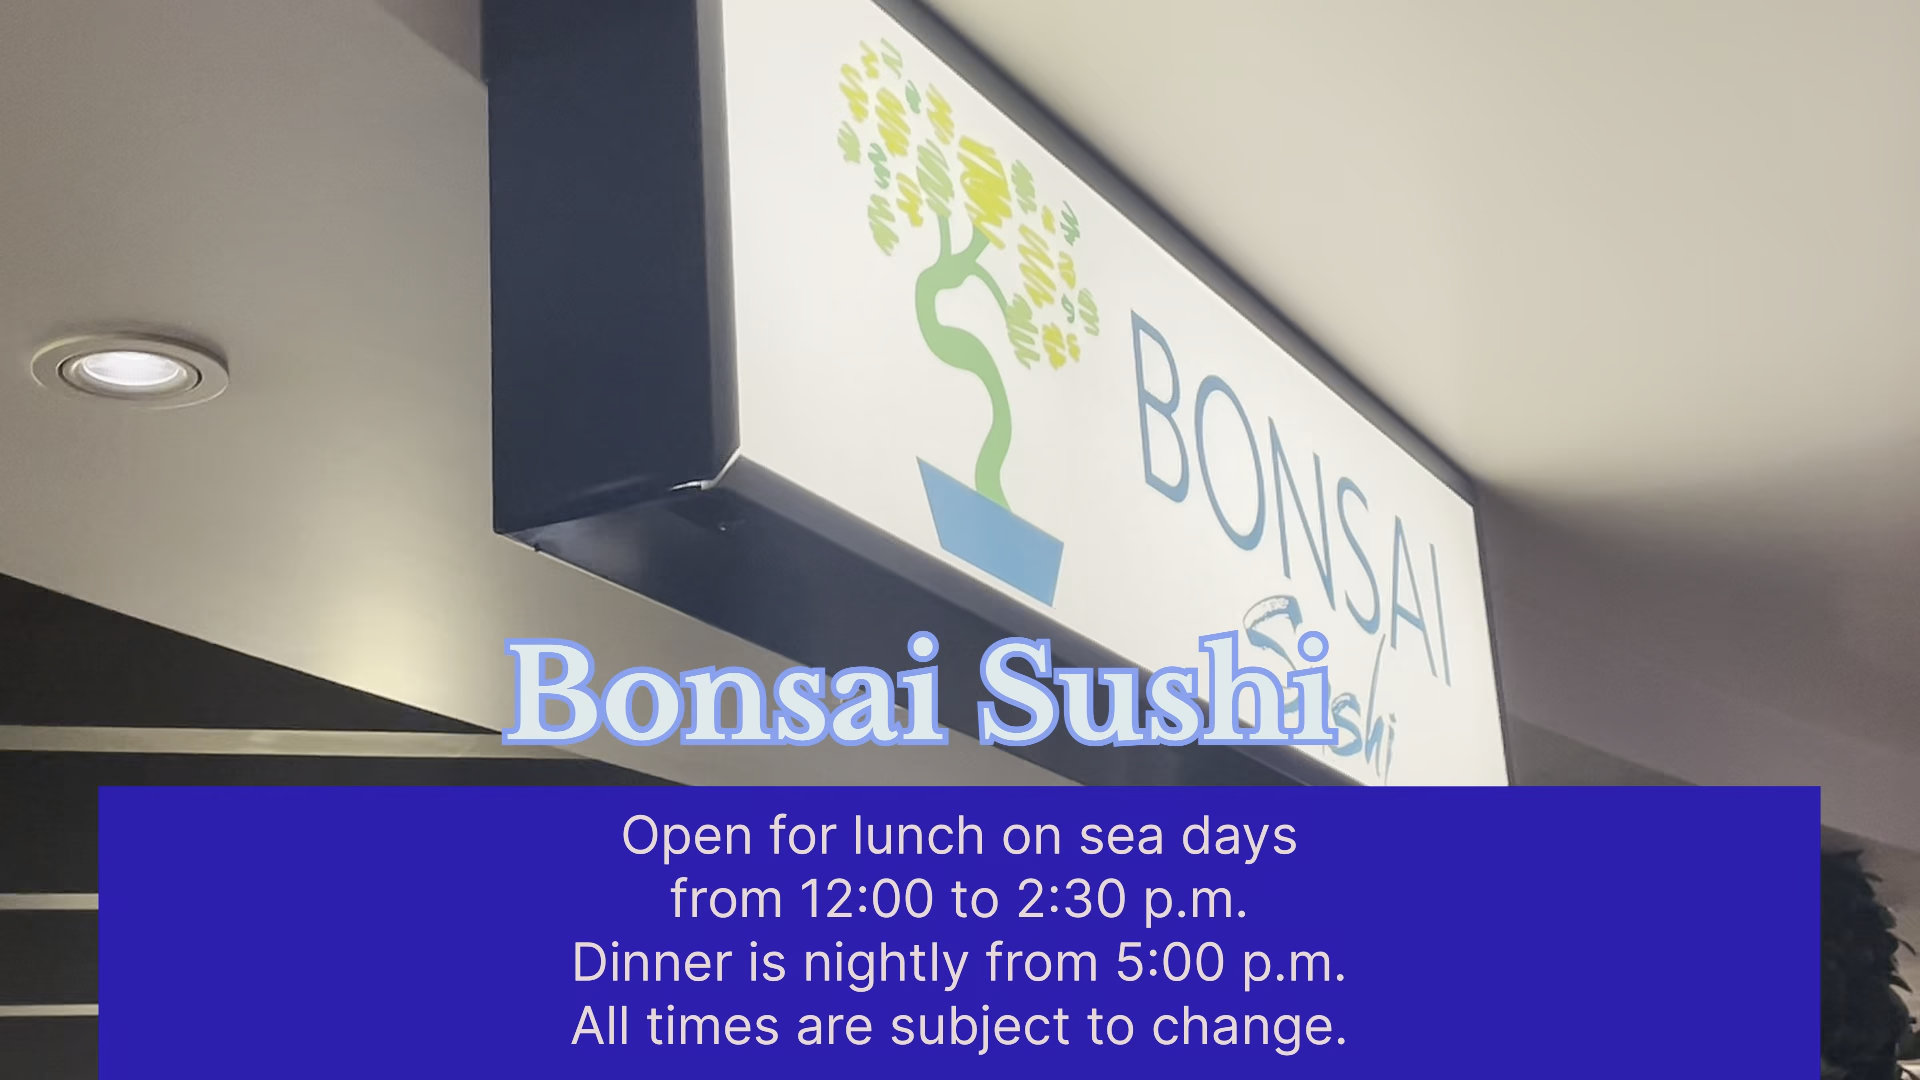 BONSAI
Sushi
Bonsai Sushi
Open for lunch on sea days
from 12:00 to 2:30 p.m.
Dinner is nightly from 5:00 p.m.
All times are subject to change.